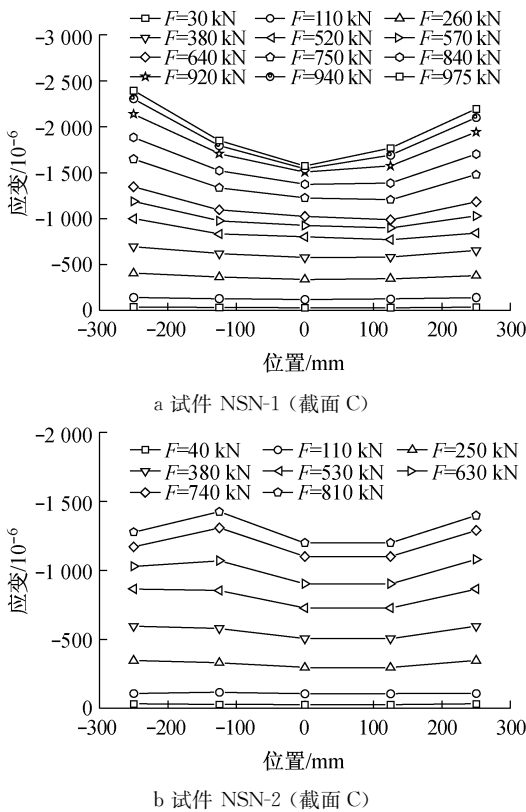 F=30 kN F=110 kN F=260 kN
F=380 kN F=520 kN F=570 kN
F=640 kN F=750 kN F=840 kN
F=920 kN F=940 kN F=975 kN
-3 000
-2 500
-2 000
-1 500
-1 000
-500
0
应变/10⁻⁶
-300 -200 -100 0 100 200 300
位置/mm
a 试件 NSN-1 (截面 C)
F=40 kN F=110 kN F=250 kN
F=380 kN F=530 kN F=630 kN
F=740 kN F=810 kN
-2 000
-1 500
-1 000
-500
0
应变/10⁻⁶
-300 -200 -100 0 100 200 300
位置/mm
b 试件 NSN-2 (截面 C)